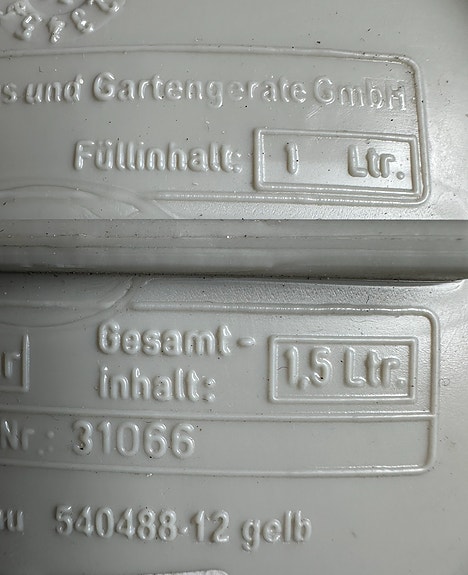 s und Gartengeräte GmbH
Füllinhalt: 1 Ltr.
Gesamt-
inhalt: 1,5 Ltr.
Nr.: 31066
540488-12 gelb